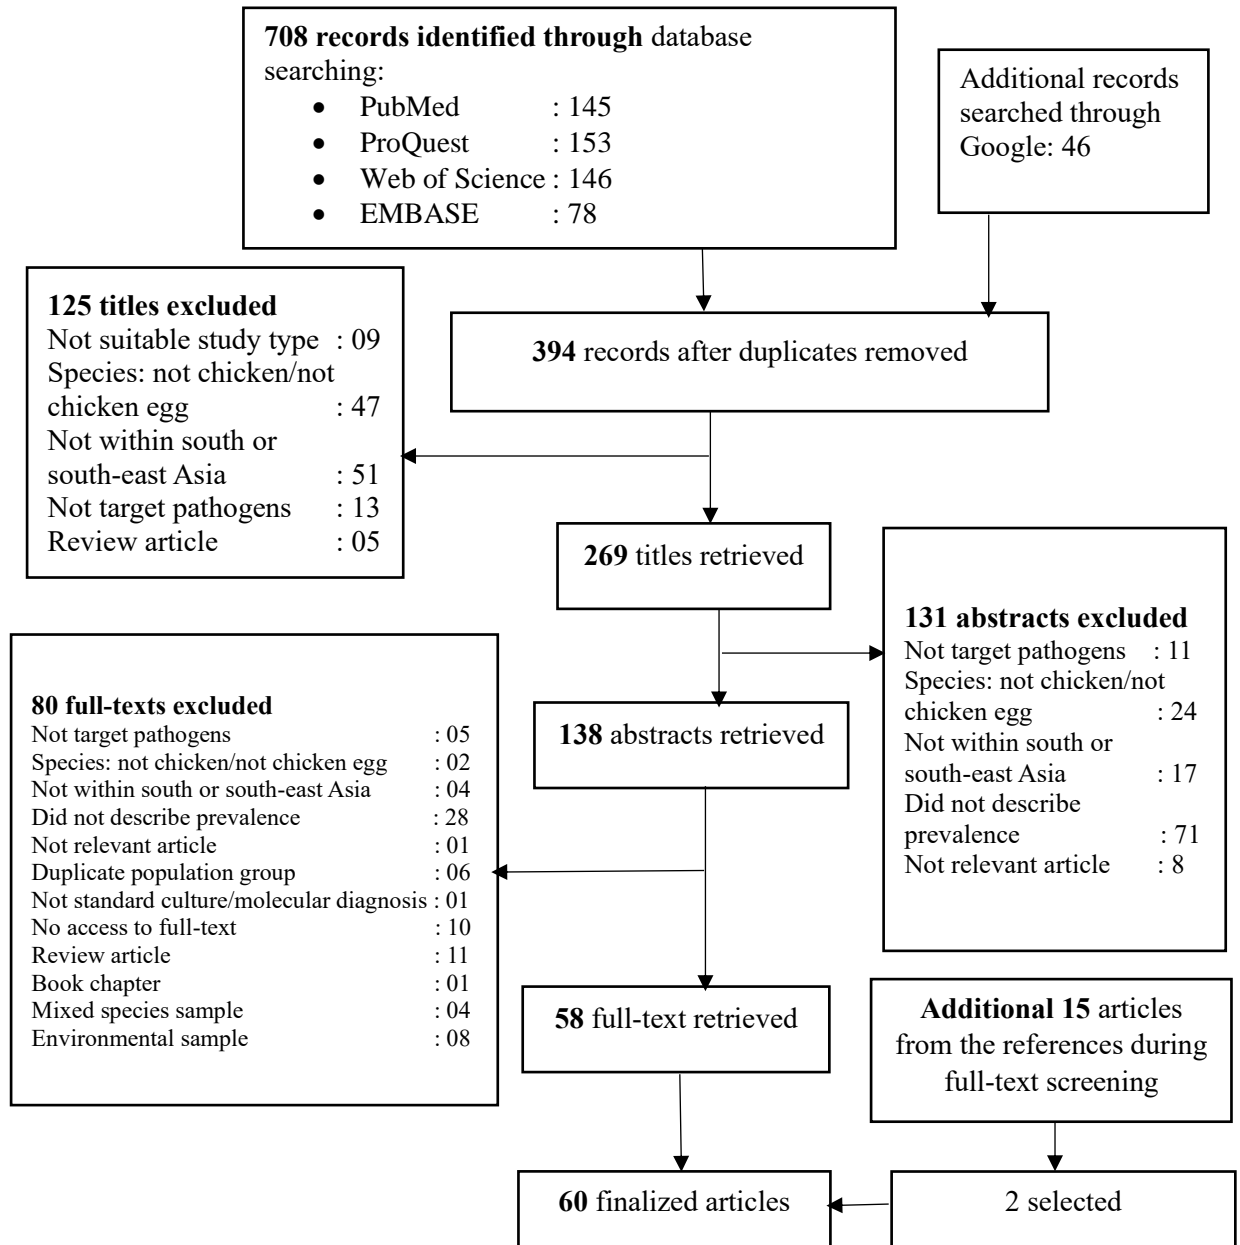 708 records identified through database
searching:
• PubMed : 145
• ProQuest : 153
• Web of Science : 146
• EMBASE : 78
Additional records
searched through
Google: 46
394 records after duplicates removed
125 titles excluded
Not suitable study type : 09
Species: not chicken/not
chicken egg : 47
Not within south or
south-east Asia : 51
Not target pathogens : 13
Review article : 05
269 titles retrieved
131 abstracts excluded
Not target pathogens : 11
Species: not chicken/not
chicken egg : 24
Not within south or
south-east Asia : 17
Did not describe
prevalence : 71
Not relevant article : 8
138 abstracts retrieved
80 full-texts excluded
Not target pathogens : 05
Species: not chicken/not chicken egg : 02
Not within south or south-east Asia : 04
Did not describe prevalence : 28
Not relevant article : 01
Duplicate population group : 06
Not standard culture/molecular diagnosis : 01
No access to full-text : 10
Review article : 11
Book chapter : 01
Mixed species sample : 04
Environmental sample : 08
58 full-text retrieved
Additional 15 articles
from the references during
full-text screening
60 finalized articles
2 selected